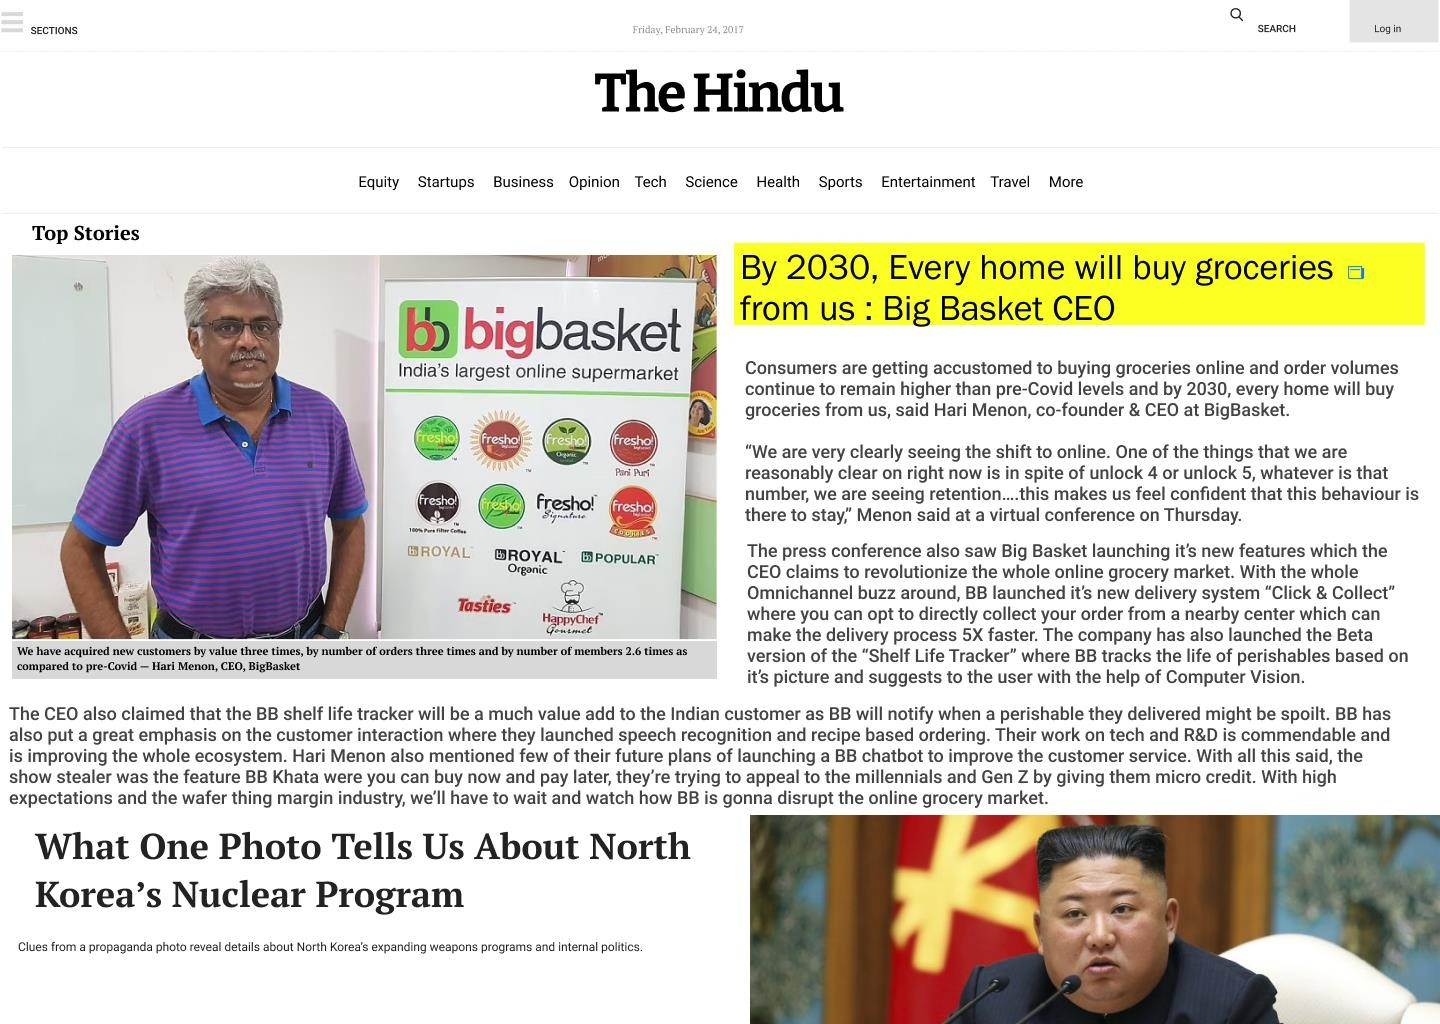 SECTIONS
Friday, February 24, 2017
SEARCH
Log in
The Hindu
Equity Startups Business Opinion Tech Science Health Sports Entertainment Travel More
Top Stories
bb bigbasket
India's largest online supermarket
fresho!
fresho!
fresho!
Organic
fresho!
Pani Puri
fresho!
100% Pure Filter Coffee
fresho!
fresho!
Signature
fresho!
COOKIES
bb ROYAL
bb ROYAL
Organic
bb POPULAR
Tasties
HappyChef
Gourmet
We have acquired new customers by value three times, by number of orders three times and by number of members 2.6 times as
compared to pre-Covid — Hari Menon, CEO, BigBasket
By 2030, Every home will buy groceries
from us : Big Basket CEO
Consumers are getting accustomed to buying groceries online and order volumes
continue to remain higher than pre-Covid levels and by 2030, every home will buy
groceries from us, said Hari Menon, co-founder & CEO at BigBasket.
“We are very clearly seeing the shift to online. One of the things that we are
reasonably clear on right now is in spite of unlock 4 or unlock 5, whatever is that
number, we are seeing retention….this makes us feel confident that this behaviour is
there to stay,” Menon said at a virtual conference on Thursday.
The press conference also saw Big Basket launching it’s new features which the
CEO claims to revolutionize the whole online grocery market. With the whole
Omnichannel buzz around, BB launched it’s new delivery system “Click & Collect”
where you can opt to directly collect your order from a nearby center which can
make the delivery process 5X faster. The company has also launched the Beta
version of the “Shelf Life Tracker” where BB tracks the life of perishables based on
it’s picture and suggests to the user with the help of Computer Vision.
The CEO also claimed that the BB shelf life tracker will be a much value add to the Indian customer as BB will notify when a perishable they delivered might be spoilt. BB has
also put a great emphasis on the customer interaction where they launched speech recognition and recipe based ordering. Their work on tech and R&D is commendable and
is improving the whole ecosystem. Hari Menon also mentioned few of their future plans of launching a BB chatbot to improve the customer service. With all this said, the
show stealer was the feature BB Khata were you can buy now and pay later, they’re trying to appeal to the millennials and Gen Z by giving them micro credit. With high
expectations and the wafer thing margin industry, we’ll have to wait and watch how BB is gonna disrupt the online grocery market.
What One Photo Tells Us About North
Korea’s Nuclear Program
Clues from a propaganda photo reveal details about North Korea’s expanding weapons programs and internal politics.